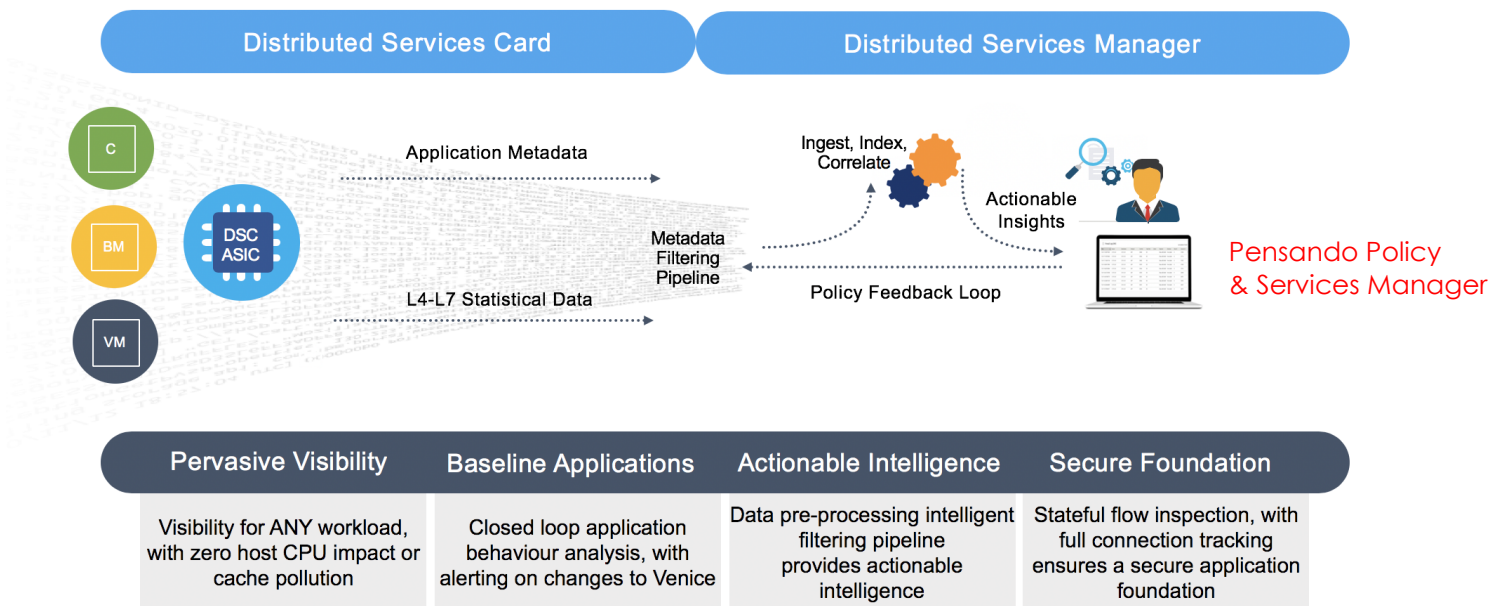 Distributed Services Card
Distributed Services Manager
C
BM
VM
DSC
ASIC
Application Metadata
L4-L7 Statistical Data
Metadata
Filtering
Pipeline
Ingest, Index,
Correlate
Actionable
Insights
Policy Feedback Loop
Pensando Policy
& Services Manager
Pervasive Visibility
Visibility for ANY workload,
with zero host CPU impact or
cache pollution
Baseline Applications
Closed loop application
behaviour analysis, with
alerting on changes to Venice
Actionable Intelligence
Data pre-processing intelligent
filtering pipeline
provides actionable
intelligence
Secure Foundation
Stateful flow inspection, with
full connection tracking
ensures a secure application
foundation